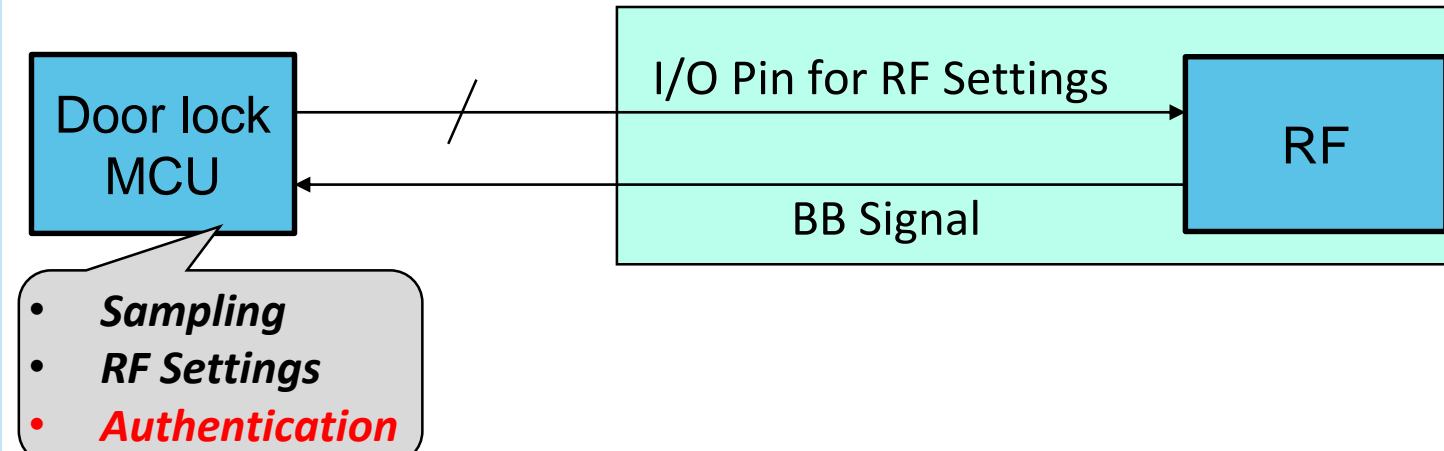 Door lock
MCU
I/O Pin for RF Settings
BB Signal
RF
• Sampling
• RF Settings
• Authentication